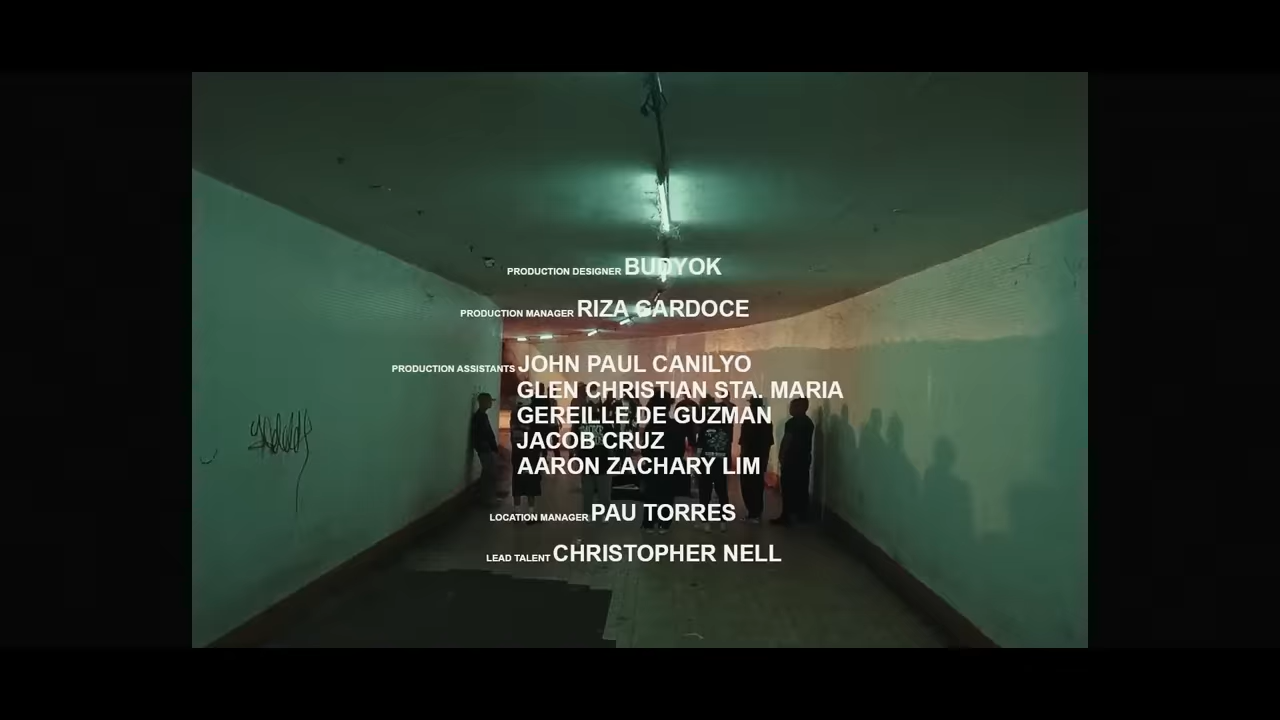 PRODUCTION DESIGNER BUDYOK
PRODUCTION MANAGER RIZA GARDOCE
PRODUCTION ASSISTANTS JOHN PAUL CANILYO
GLEN CHRISTIAN STA. MARIA
GEREILLE DE GUZMAN
JACOB CRUZ
AARON ZACHARY LIM
LOCATION MANAGER PAU TORRES
LEAD TALENT CHRISTOPHER NELL